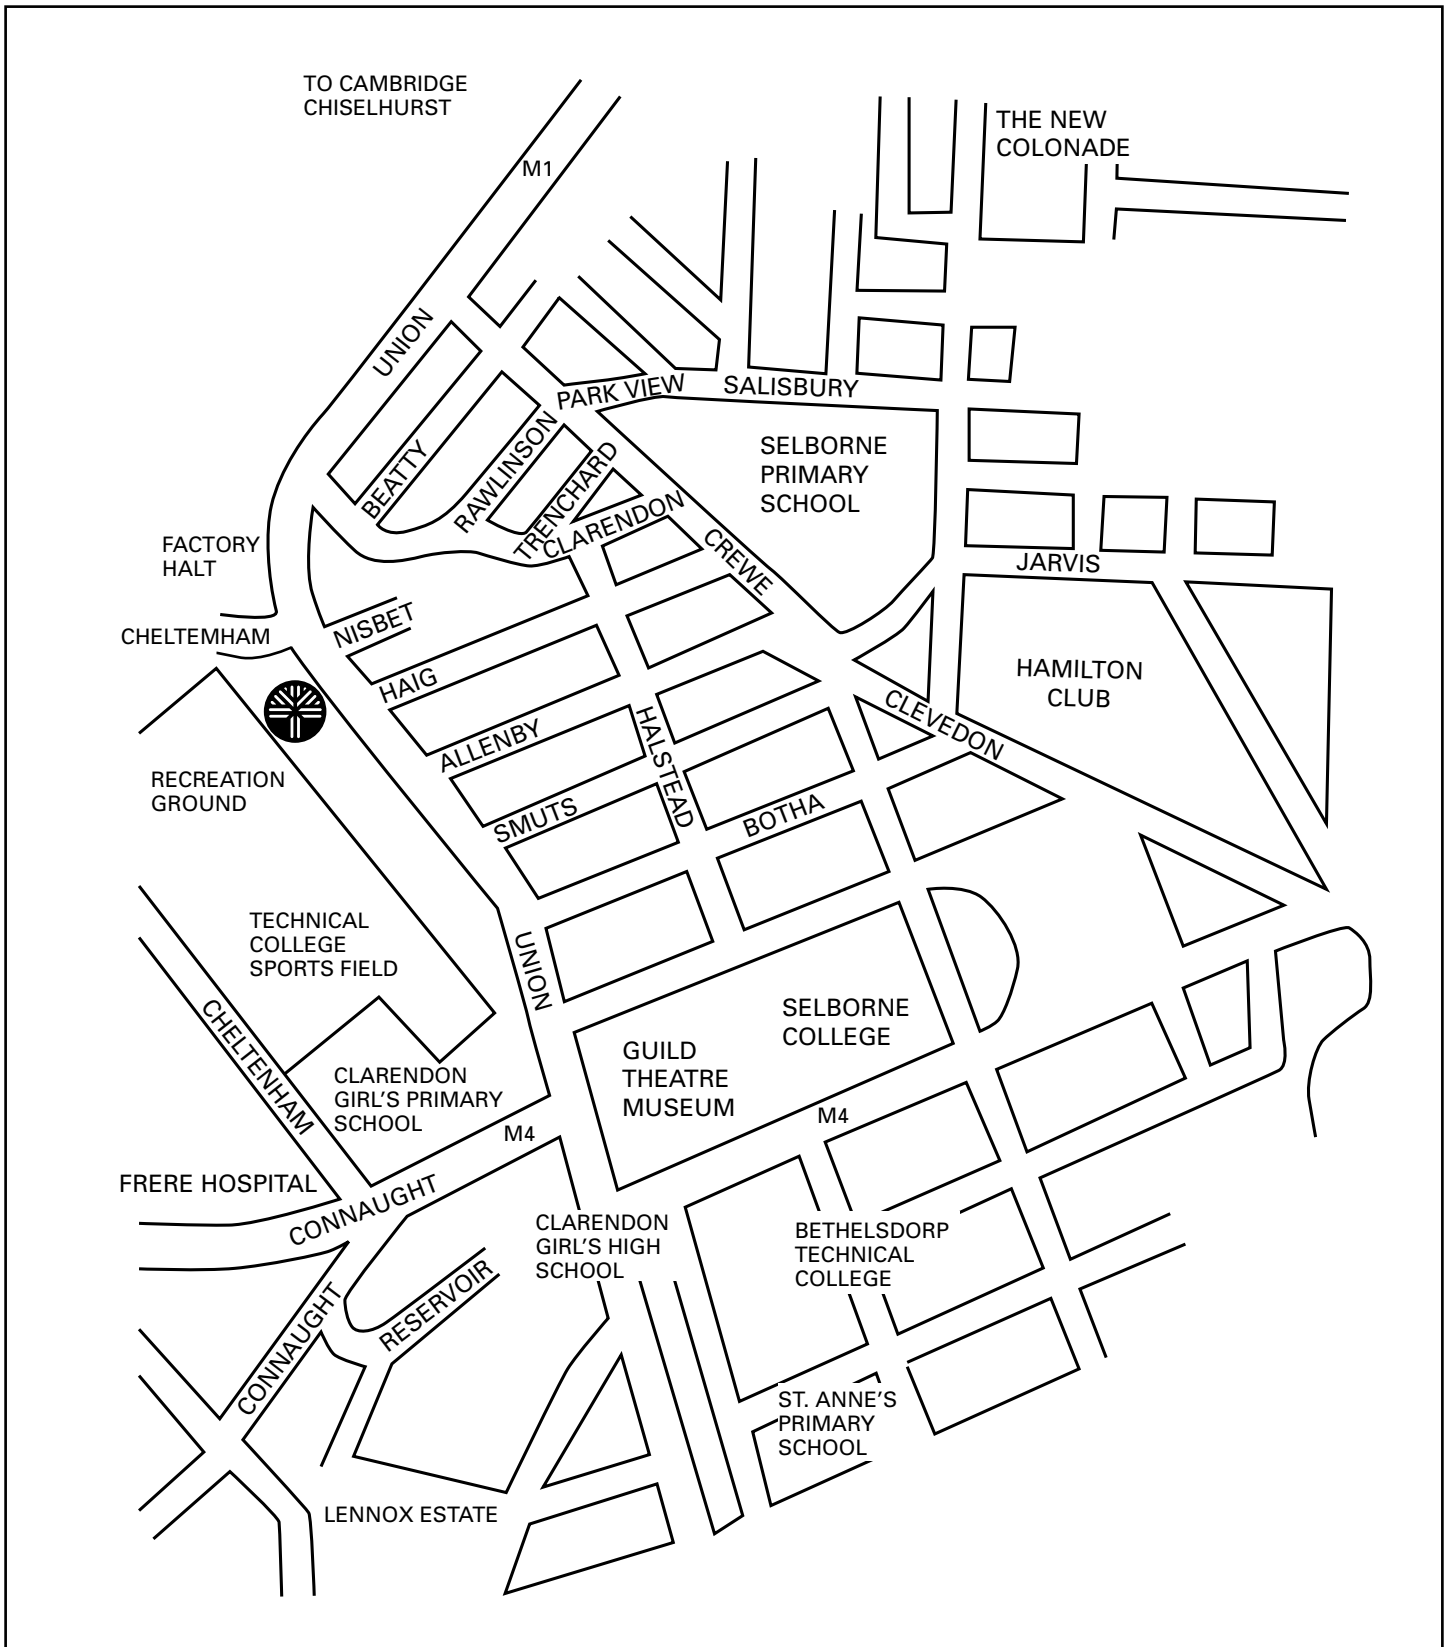 TO CAMBRIDGE
CHISELHURST
M1
THE NEW
COLONADE
UNION
PARK VIEW
SALISBURY
BEATTY
RAWLINSON
TRENCHARD
CLARENDON
CREWE
SELBORNE
PRIMARY
SCHOOL
FACTORY
HALT
JARVIS
CHELTEMHAM
NISBET
HAIG
HAMILTON
CLUB
ALLENBY
HALSTEAD
CLEVEDON
RECREATION
GROUND
SMUTS
BOTHA
TECHNICAL
COLLEGE
SPORTS FIELD
UNION
CHELTENHAM
SELBORNE
COLLEGE
GUILD
THEATRE
MUSEUM
CLARENDON
GIRL'S PRIMARY
SCHOOL
M4
M4
FRERE HOSPITAL
CONNAUGHT
CLARENDON
GIRL'S HIGH
SCHOOL
BETHELSDORP
TECHNICAL
COLLEGE
RESERVOIR
CONNAUGHT
ST. ANNE'S
PRIMARY
SCHOOL
LENNOX ESTATE